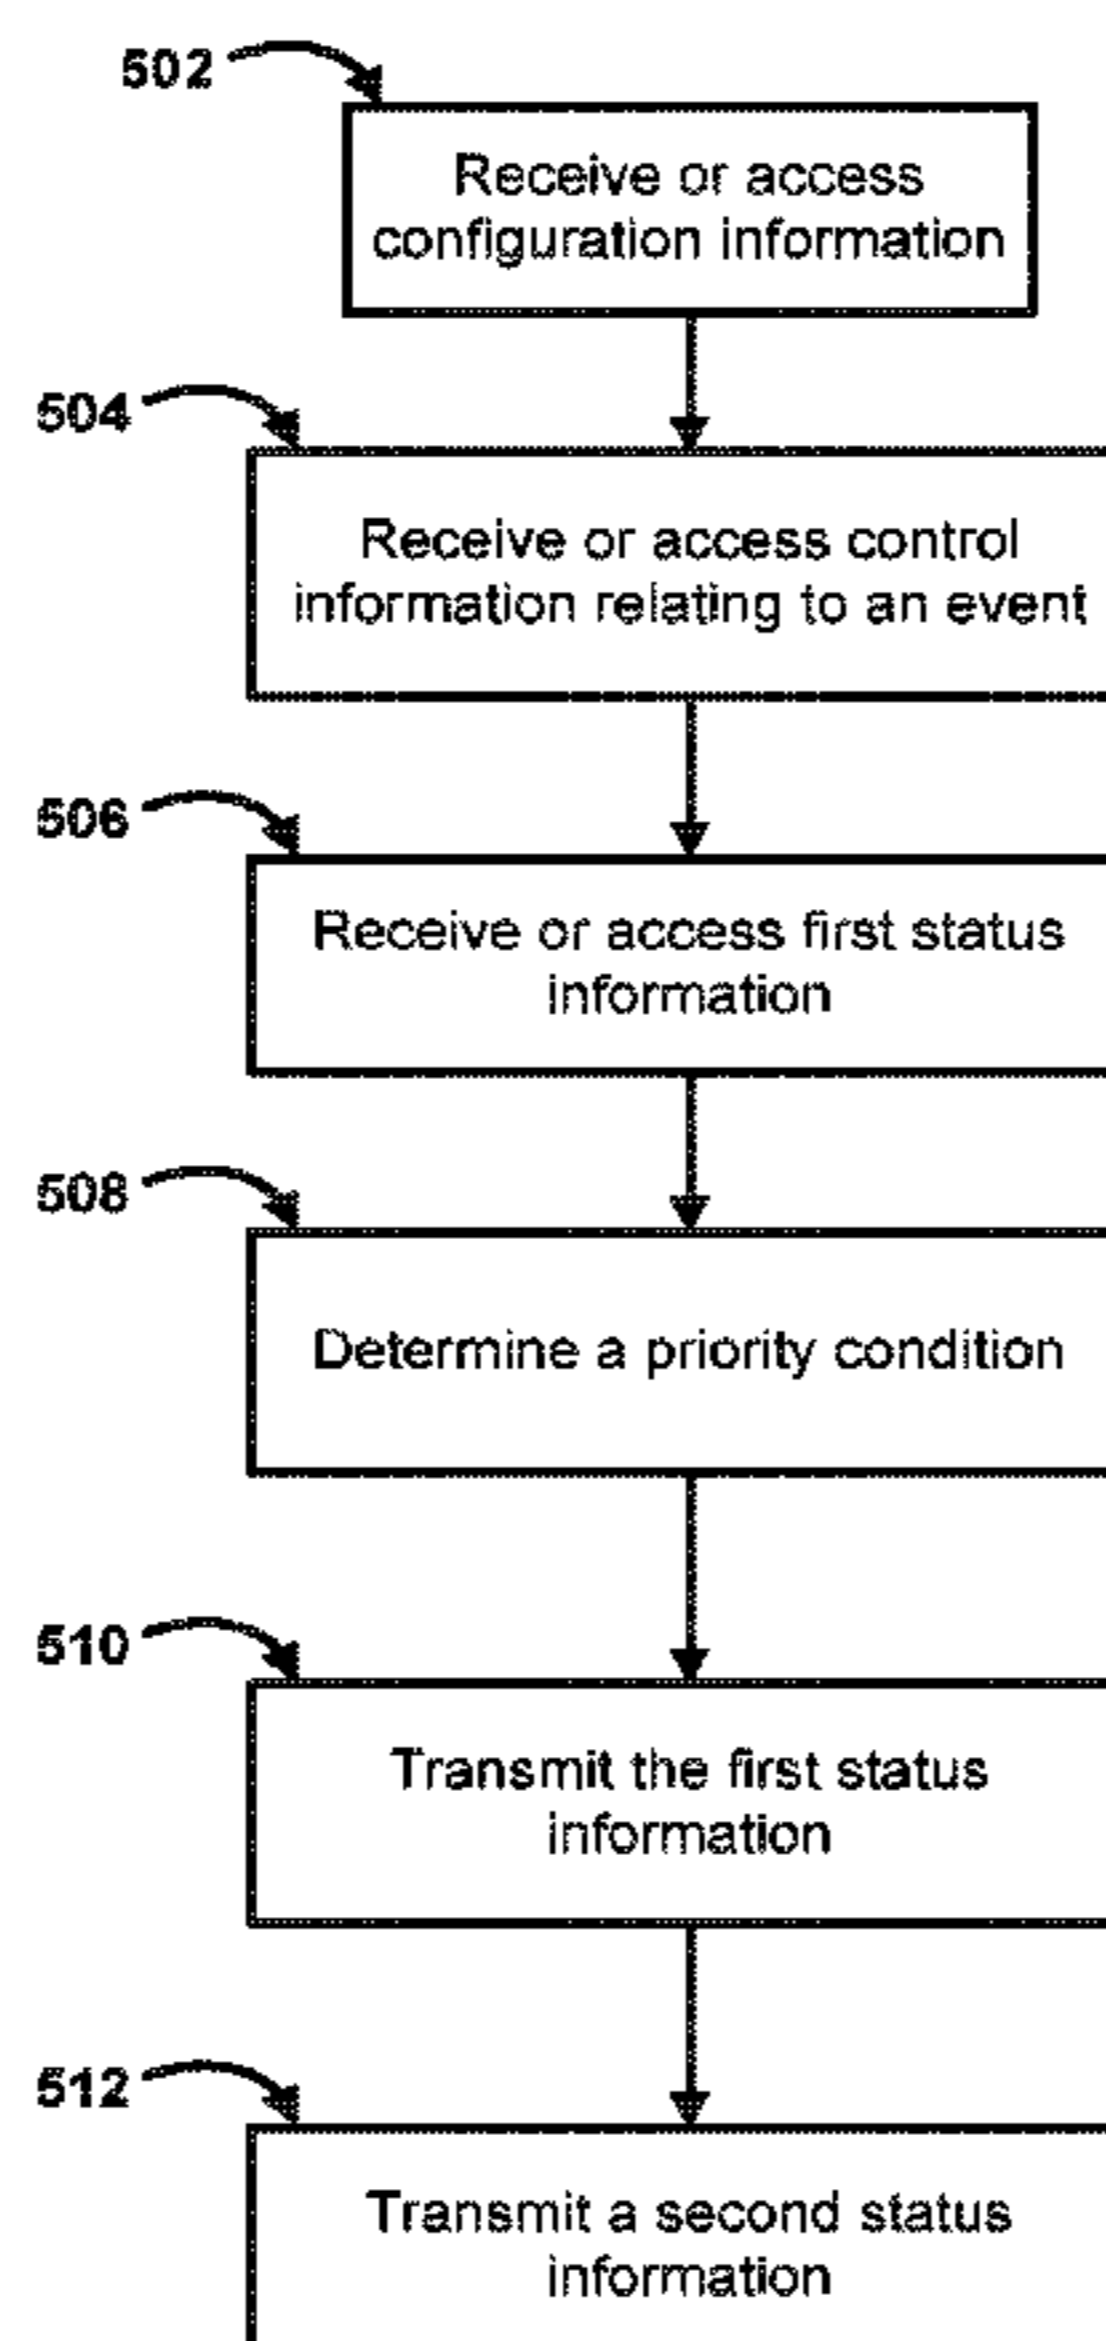 502
Receive or access
configuration information
504
Receive or access control
information relating to an event
506
Receive or access first status
information
508
Determine a priority condition
510
Transmit the first status
information
512
Transmit a second status
information